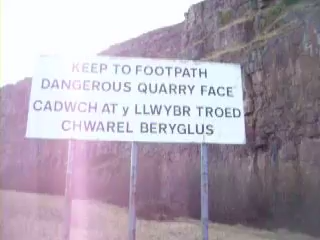 KEEP TO FOOTPATH
DANGEROUS QUARRY FACE
CADWCH AT y LLWYBR TROED
CHWAREL BERYGLUS